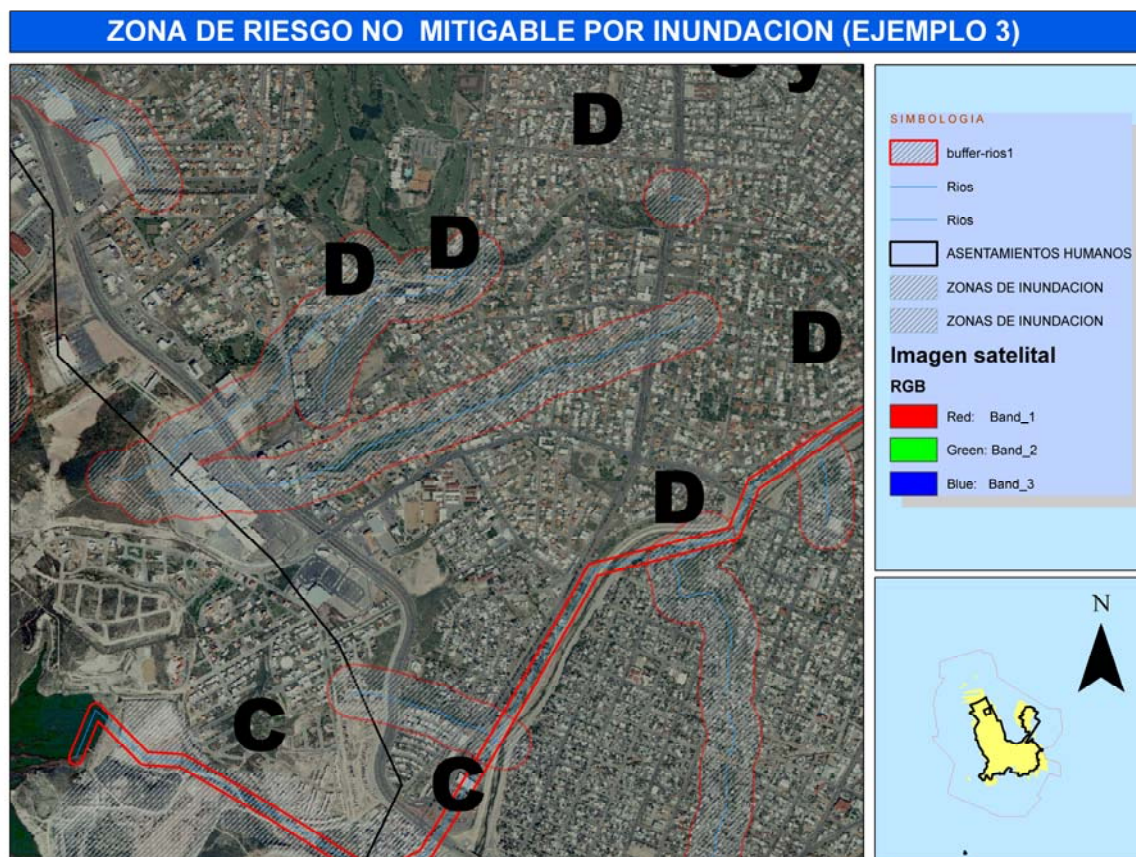 ZONA DE RIESGO NO MITIGABLE POR INUNDACION (EJEMPLO 3)
D
D
D
D
D
C
C
SIMBOLOGIA
buffer-rios1
Rios
Rios
ASENTAMIENTOS HUMANOS
ZONAS DE INUNDACION
ZONAS DE INUNDACION
Imagen satelital
RGB
Red: Band_1
Green: Band_2
Blue: Band_3
N